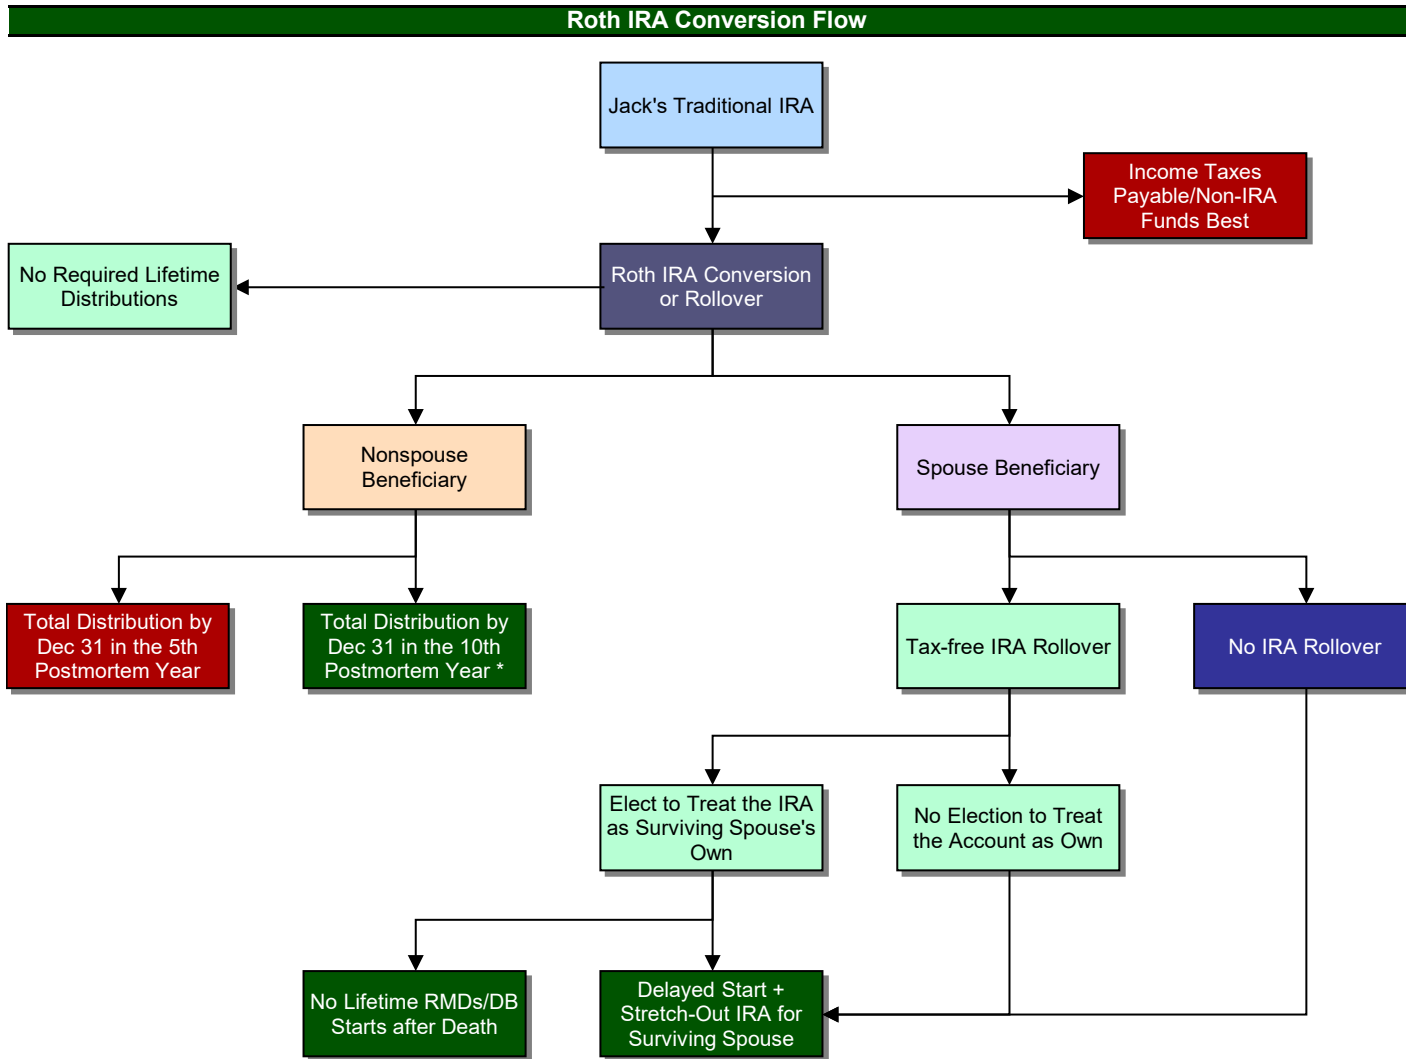 Roth IRA Conversion Flow
Jack's Traditional IRA
Income Taxes
Payable/Non-IRA
Funds Best
No Required Lifetime
Distributions
Roth IRA Conversion
or Rollover
Nonspouse
Beneficiary
Spouse Beneficiary
Total Distribution by
Dec 31 in the 5th
Postmortem Year
Total Distribution by
Dec 31 in the 10th
Postmortem Year *
Tax-free IRA Rollover
No IRA Rollover
Elect to Treat the IRA
as Surviving Spouse's
Own
No Election to Treat
the Account as Own
No Lifetime RMDs/DB
Starts after Death
Delayed Start +
Stretch-Out IRA for
Surviving Spouse